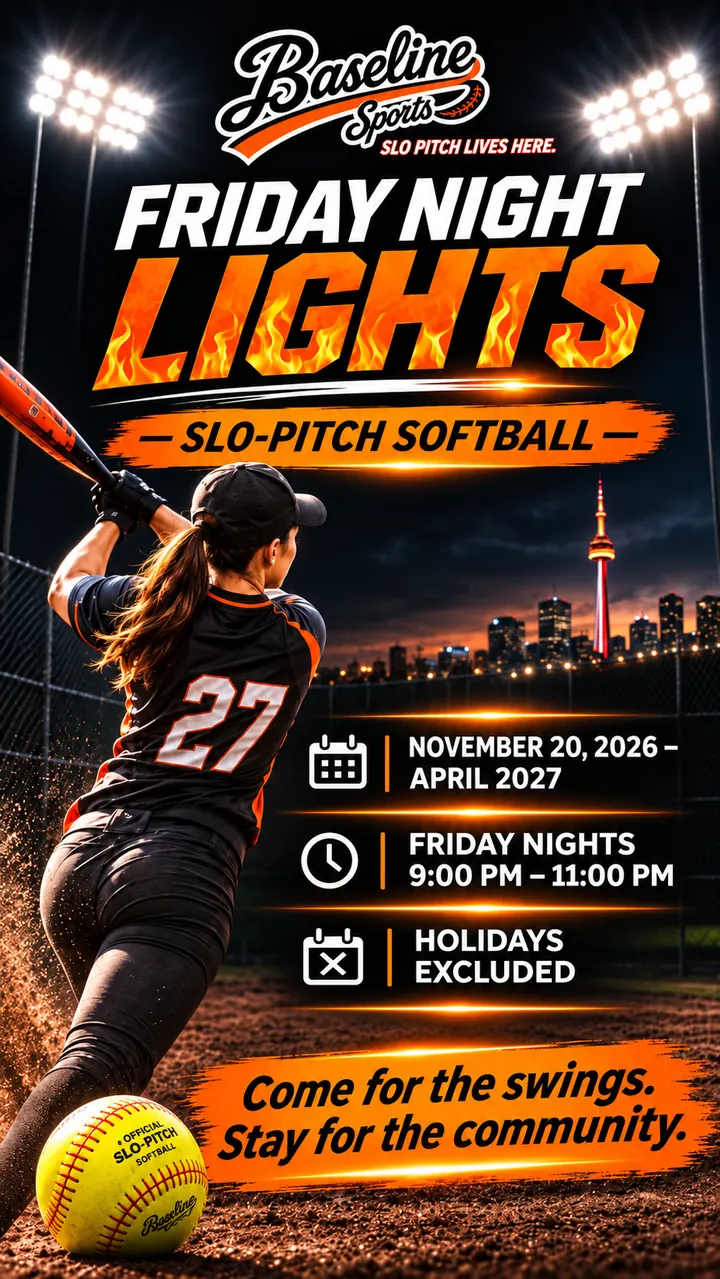 Baseline
Sports
SLO PITCH LIVES HERE.
FRIDAY NIGHT
LIGHTS
— SLO-PITCH SOFTBALL —
27
NOVEMBER 20, 2026 –
APRIL 2027
FRIDAY NIGHTS
9:00 PM – 11:00 PM
HOLIDAYS
EXCLUDED
Come for the swings.
Stay for the community.
• OFFICIAL
SLO-PITCH
SOFTBALL
Baseline